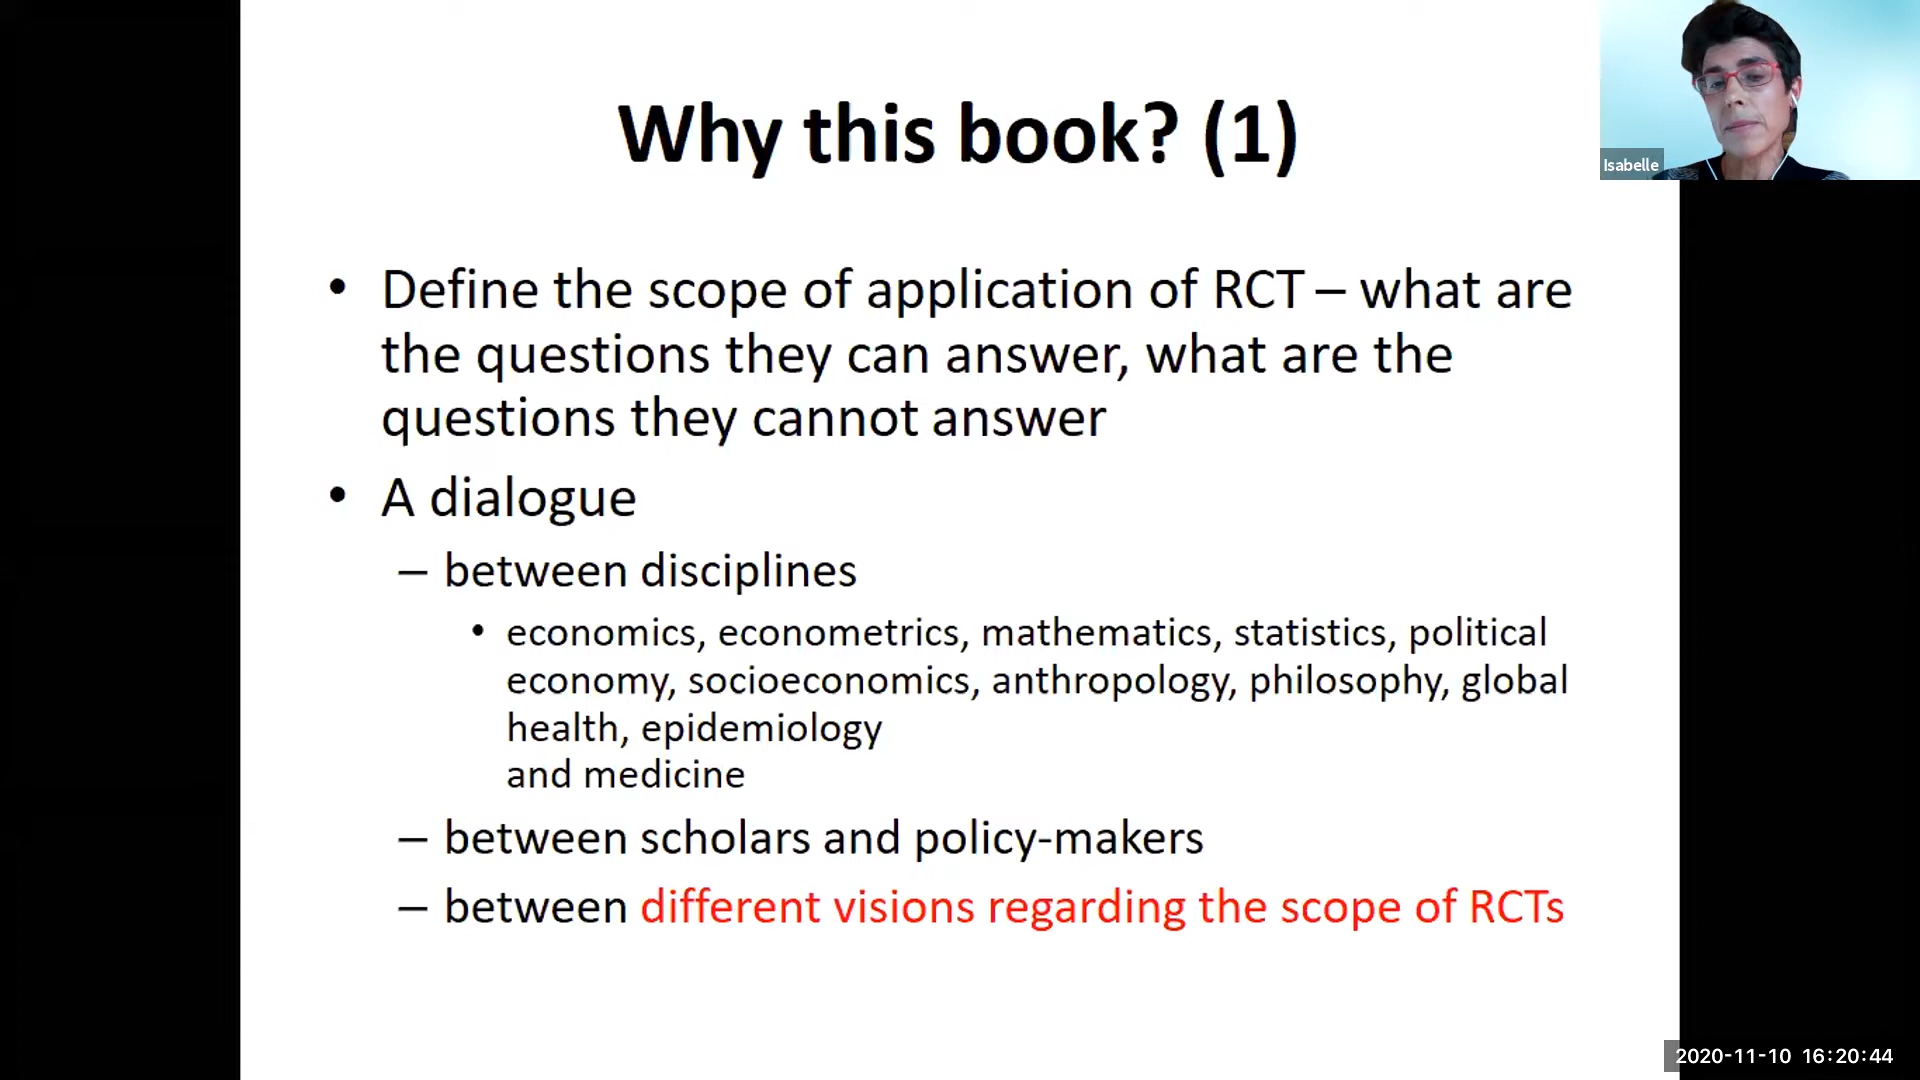 Why this book? (1)
Isabelle
• Define the scope of application of RCT – what are
the questions they can answer, what are the
questions they cannot answer
• A dialogue
– between disciplines
• economics, econometrics, mathematics, statistics, political
economy, socioeconomics, anthropology, philosophy, global
health, epidemiology
and medicine
– between scholars and policy-makers
– between different visions regarding the scope of RCTs
2020-11-10 16:20:44